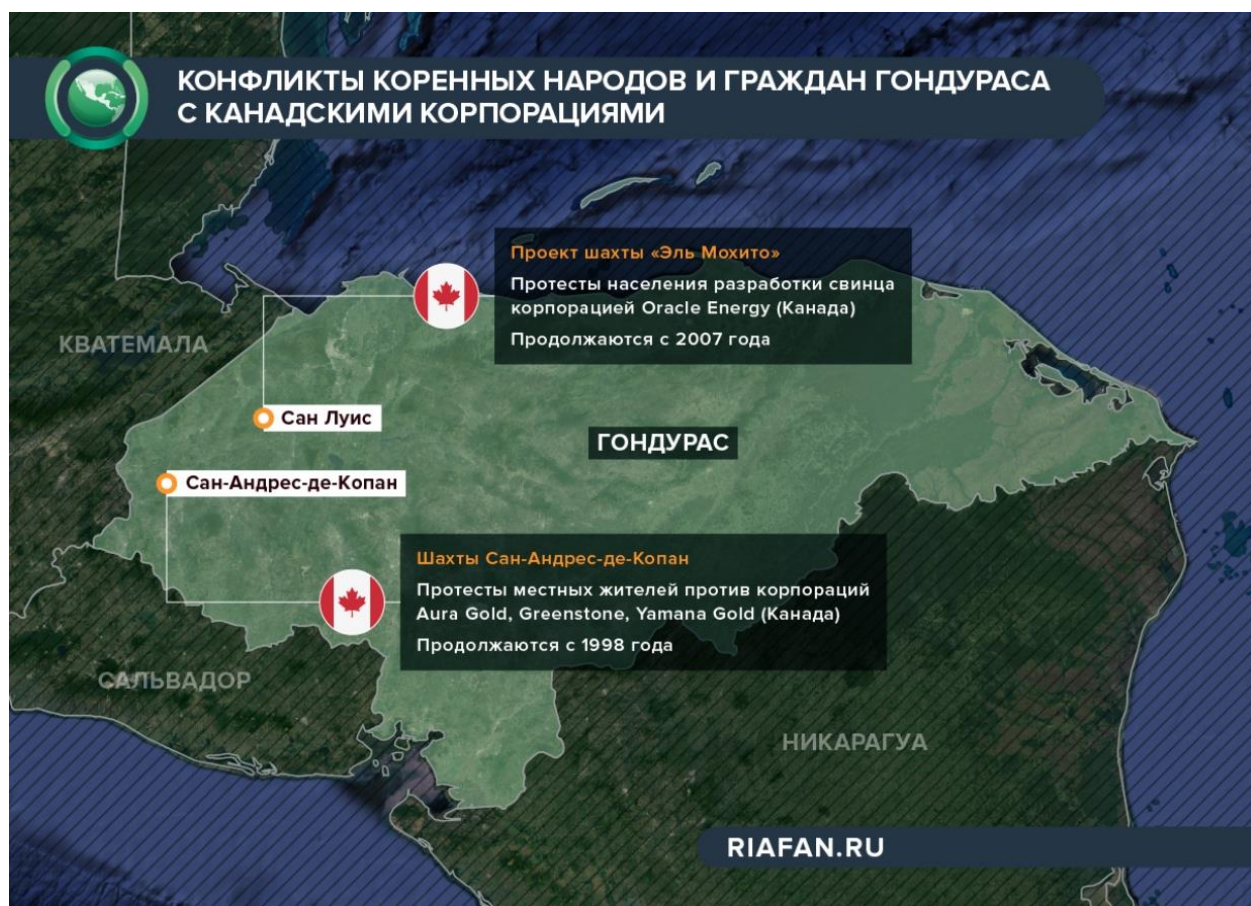 КОНФЛИКТЫ КОРЕННЫХ НАРОДОВ И ГРАЖДАН ГОНДУРАСА
С КАНАДСКИМИ КОРПОРАЦИЯМИ
Проект шахты «Эль Мохито»
Протесты населения разработки свинца
корпорацией Oracle Energy (Канада)
Продолжаются с 2007 года
КВАТЕМАЛА
Сан Луис
ГОНДУРАС
Сан-Андрес-де-Копан
Шахты Сан-Андрес-де-Копан
Протесты местных жителей против корпораций
Aura Gold, Greenstone, Yamana Gold (Канада)
Продолжаются с 1998 года
САЛЬВАДОР
НИКАРАГУА
RIAFAN.RU